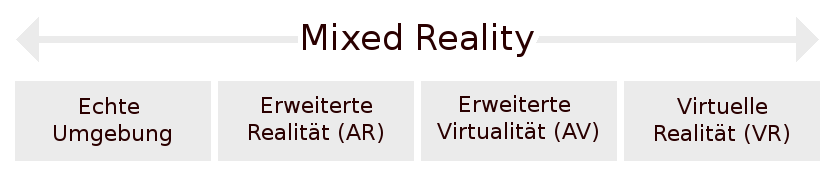 Mixed Reality
Echte
Umgebung
Erweiterte
Realität (AR)
Erweiterte
Virtualität (AV)
Virtuelle
Realität (VR)